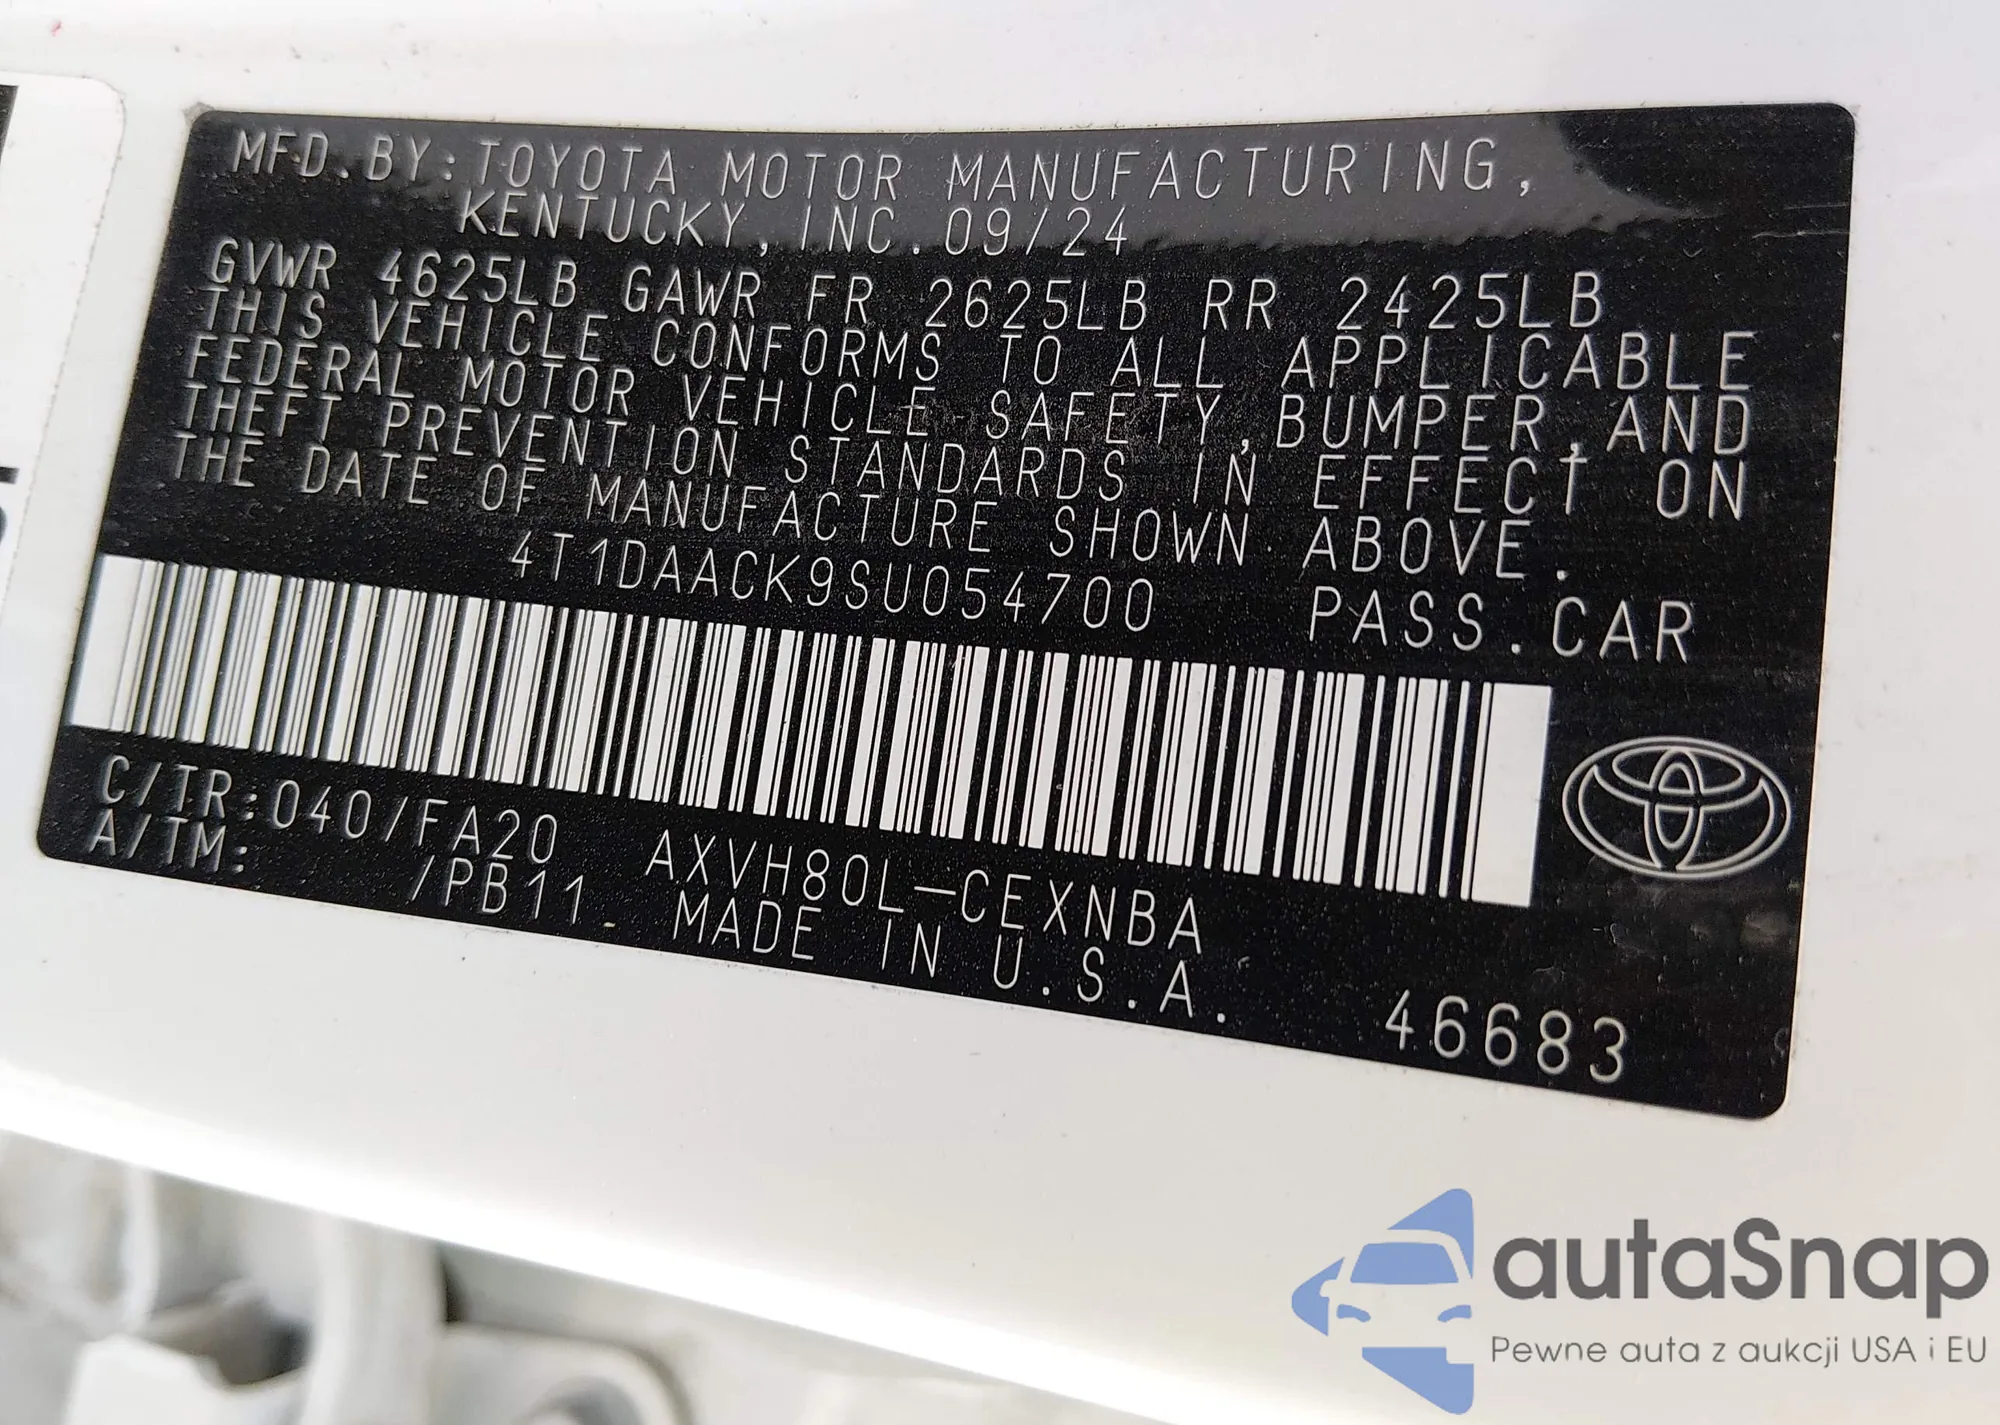 MFD.BY:TOYOTA MOTOR MANUFACTURING,
KENTUCKY, INC.09/24
GVWR 4625LB GAWR FR 2625LB RR 2425LB
THIS VEHICLE CONFORMS TO ALL APPLICABLE
FEDERAL MOTOR VEHICLE SAFETY,BUMPER,AND
THEFT PREVENTION STANDARDS IN EFFECT ON
THE DATE OF MANUFACTURE SHOWN ABOVE.
4T1DAACK9SU054700 PASS.CAR
C/TR:040/FA20 AXVH80L-CEXNBA
A/TM: /PB11 MADE IN U.S.A. 46683
autaSnap
Pewne auta z aukcji USA i EU